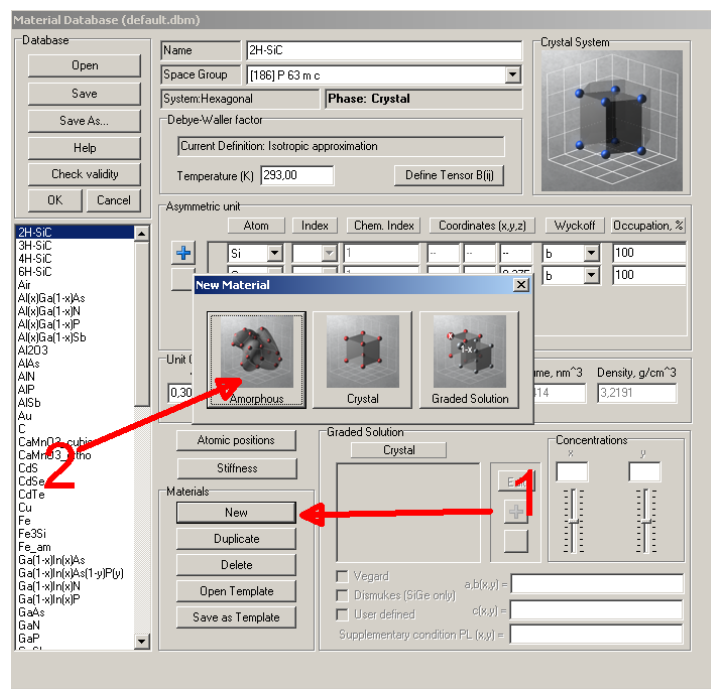 Material Database (default.dbm)
Database
Open
Save
Save As...
Help
Check validity
OK Cancel
Name 2H-SiC
Space Group [186] P 63 m c
System:Hexagonal Phase: Crystal
Debye-Waller factor
Current Definition: Isotropic approximation
Temperature (K) 293,00 Define Tensor B(ij)
Crystal System
Asymmetric unit
Atom Index Chem. Index Coordinates (x,y,z) Wyckoff Occupation, %
Si 1 -- -- -- b 100
b 100
2H-SiC
3H-SiC
4H-SiC
6H-SiC
Air
Al(x)Ga(1-x)As
Al(x)Ga(1-x)N
Al(x)Ga(1-x)P
Al(x)Ga(1-x)Sb
Al2O3
AlAs
AlN
AlP
AlSb
Au
C
CaMnO3_cubic
CaMnO3_ortho
CdS
CdSe
CdTe
Cu
Fe
Fe3Si
Fe_am
Ga(1-x)In(x)As
Ga(1-x)In(x)As(1-y)P(y)
Ga(1-x)In(x)N
Ga(1-x)In(x)P
GaAs
GaN
GaP
New Material
1-x
Amorphous Crystal Graded Solution
Density, g/cm^3
0,30 3,2191
Atomic positions
Stiffness
Materials
New
Duplicate
Delete
Open Template
Save as Template
Graded Solution
Crystal
Concentrations
x y
Vegard
Dismukes (SiGe only)
User defined
a,b(x,y) =
c(x,y) =
Supplementary condition PL (x,y) =
1
2